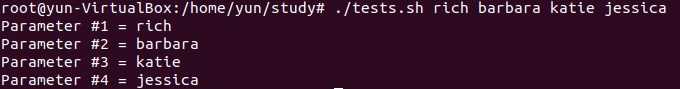 root@yun-VirtualBox:/home/yun/study# ./tests.sh rich barbara katie jessica
Parameter #1 = rich
Parameter #2 = barbara
Parameter #3 = katie
Parameter #4 = jessica